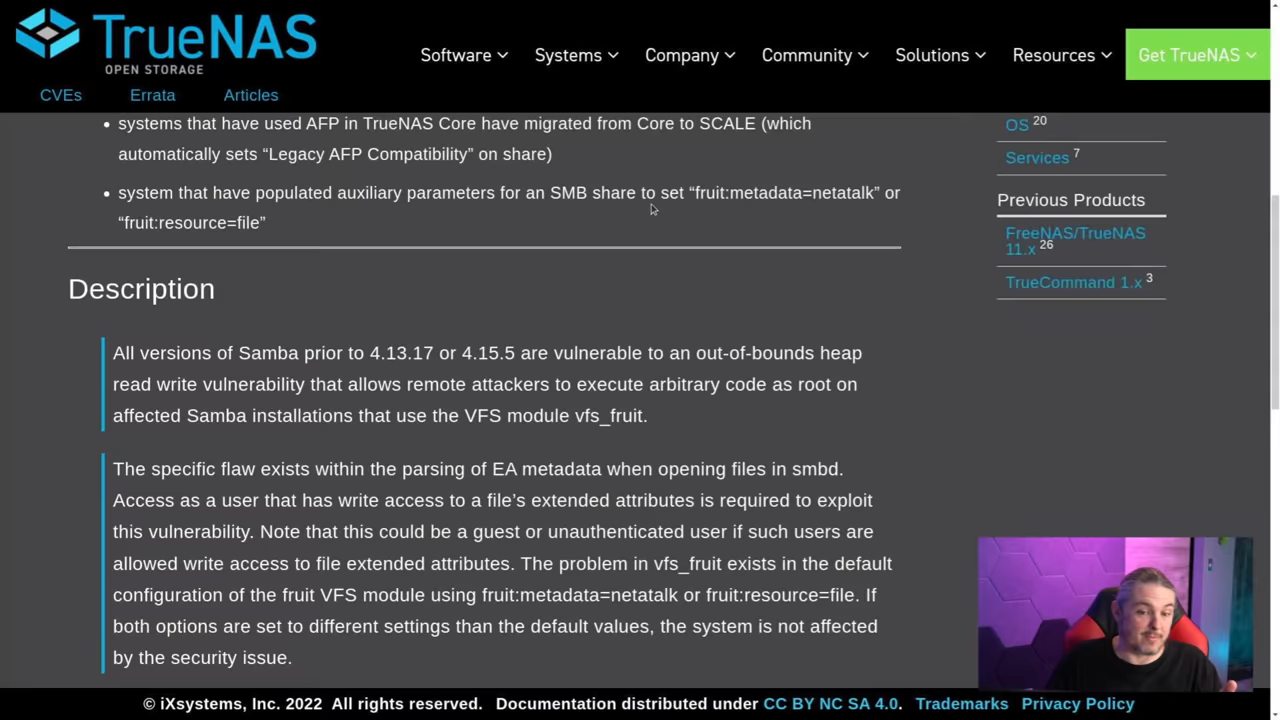 TrueNAS
OPEN STORAGE
Software Systems Company Community Solutions Resources Get TrueNAS
CVEs Errata Articles
• systems that have used AFP in TrueNAS Core have migrated from Core to SCALE (which
automatically sets “Legacy AFP Compatibility” on share)
• system that have populated auxiliary parameters for an SMB share to set “fruit:metadata=netatalk” or
“fruit:resource=file”
OS 20
Services 7
Previous Products
FreeNAS/TrueNAS
11.x 26
TrueCommand 1.x 3
Description
All versions of Samba prior to 4.13.17 or 4.15.5 are vulnerable to an out-of-bounds heap
read write vulnerability that allows remote attackers to execute arbitrary code as root on
affected Samba installations that use the VFS module vfs_fruit.
The specific flaw exists within the parsing of EA metadata when opening files in smbd.
Access as a user that has write access to a file’s extended attributes is required to exploit
this vulnerability. Note that this could be a guest or unauthenticated user if such users are
allowed write access to file extended attributes. The problem in vfs_fruit exists in the default
configuration of the fruit VFS module using fruit:metadata=netatalk or fruit:resource=file. If
both options are set to different settings than the default values, the system is not affected
by the security issue.
© iXsystems, Inc. 2022 All rights reserved. Documentation distributed under CC BY NC SA 4.0. Trademarks Privacy Policy